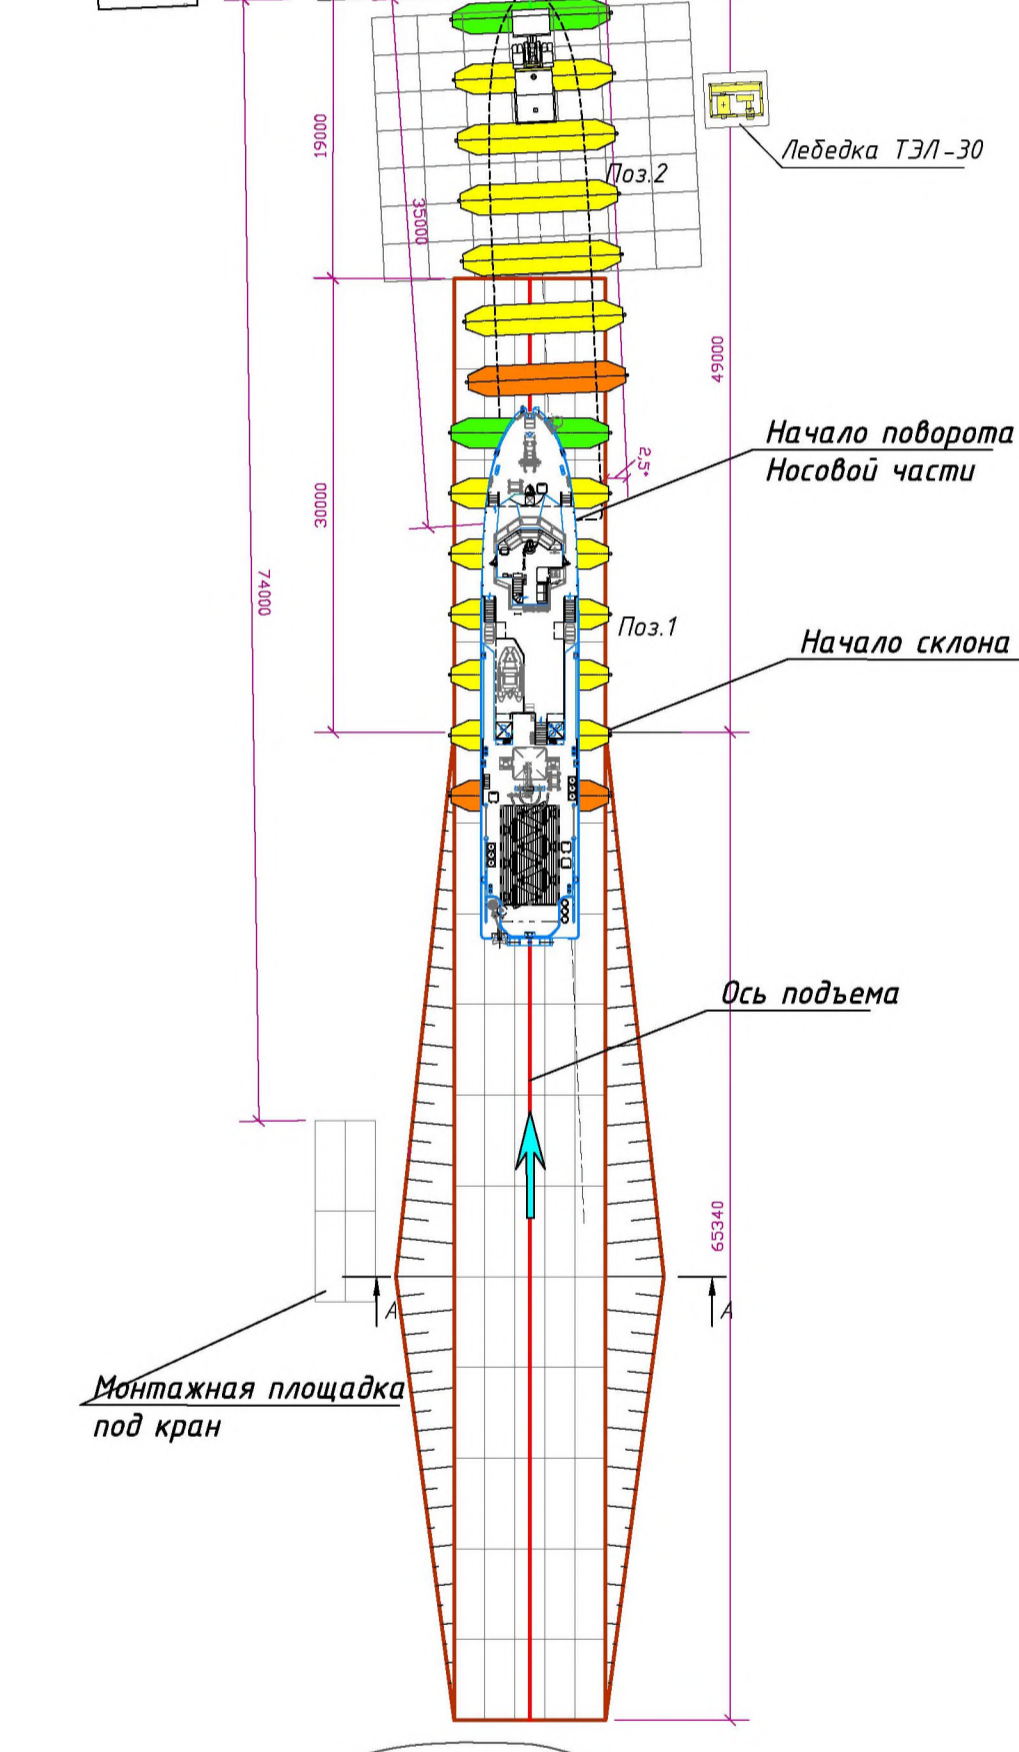 19000
Лебедка ТЭЛ-30
Поз.2
35000
49000
Начало поворота
Носовой части
2,5°
30000
74000
Поз.1
Начало склона
Ось подъема
65340
А
А
Монтажная площадка
под кран